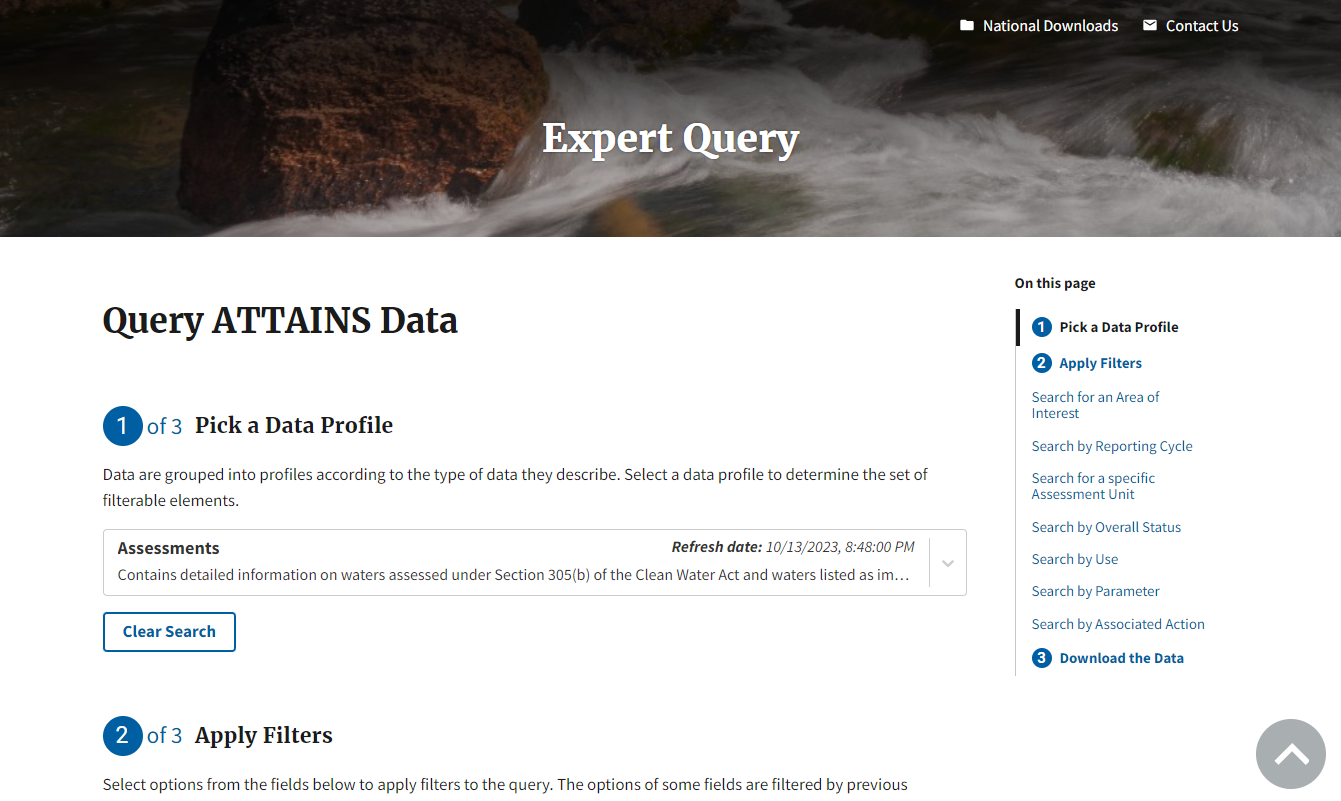 National Downloads
Contact Us
Expert Query
Query ATTAINS Data
1 of 3 Pick a Data Profile
Data are grouped into profiles according to the type of data they describe. Select a data profile to determine the set of
filterable elements.
Assessments
Refresh date: 10/13/2023, 8:48:00 PM
Contains detailed information on waters assessed under Section 305(b) of the Clean Water Act and waters listed as im…
Clear Search
2 of 3 Apply Filters
Select options from the fields below to apply filters to the query. The options of some fields are filtered by previous
On this page
1 Pick a Data Profile
2 Apply Filters
Search for an Area of
Interest
Search by Reporting Cycle
Search for a specific
Assessment Unit
Search by Overall Status
Search by Use
Search by Parameter
Search by Associated Action
3 Download the Data